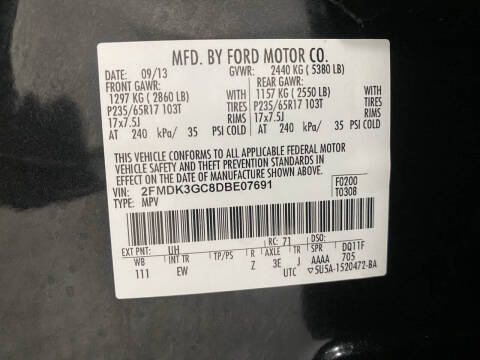 MFD. BY FORD MOTOR CO.
DATE: 09/13 GVWR: 2440 KG ( 5380 LB)
FRONT GAWR: REAR GAWR:
1297 KG ( 2860 LB) WITH 1157 KG ( 2550 LB) WITH
P235/65R17 103T TIRES P235/65R17 103T TIRES
17x7.5J RIMS 17x7.5J RIMS
AT 240 kPa/ 35 PSI COLD AT 240 kPa/ 35 PSI COLD
THIS VEHICLE CONFORMS TO ALL APPLICABLE FEDERAL MOTOR
VEHICLE SAFETY AND THEFT PREVENTION STANDARDS IN
EFFECT ON THE DATE OF MANUFACTURE SHOWN ABOVE.
VIN: 2FMDK3GC8DBE07691 F0200
TYPE: MPV T0308
EXT PNT: UH RC: 71 DSO:
WB INT TR TP/PS R AXLE TR SPR DQ11F
111 EW Z 3E J AAAA 705
UTC ▽5U5A-1520472-BA